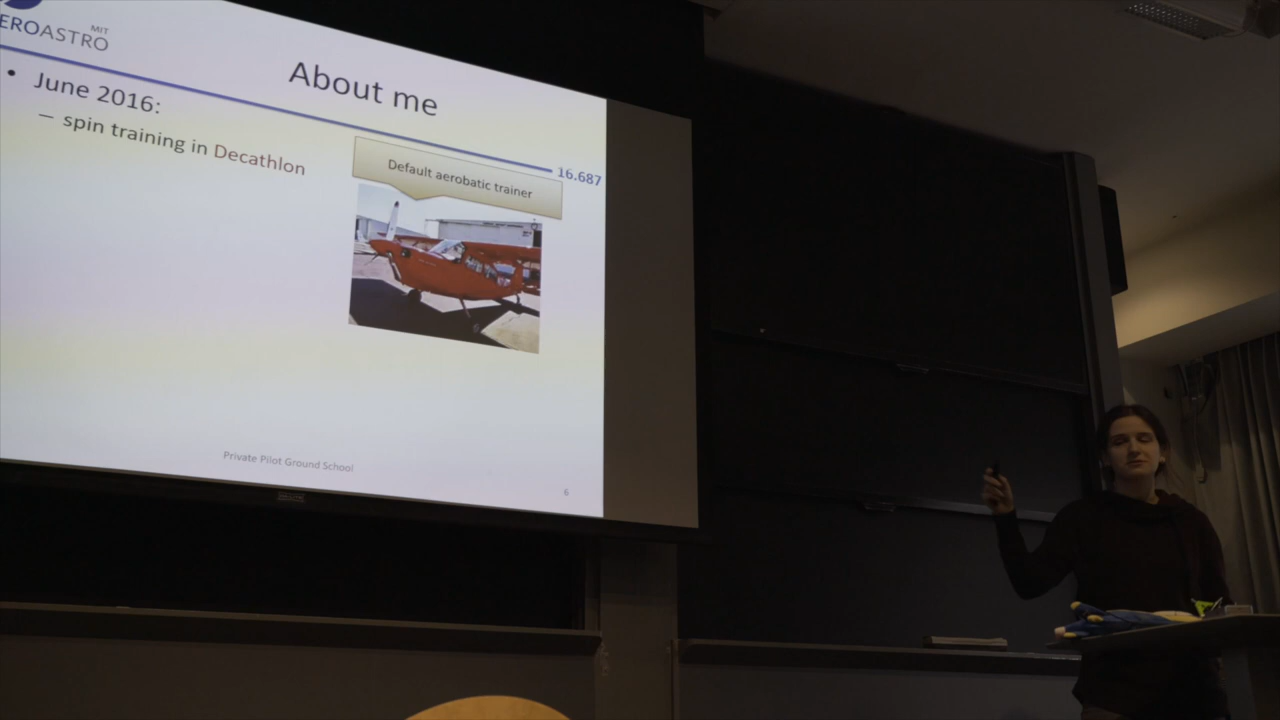 MIT
EROASTRO
About me
• June 2016:
– spin training in Decathlon
Default aerobatic trainer
16.687
Private Pilot Ground School
6